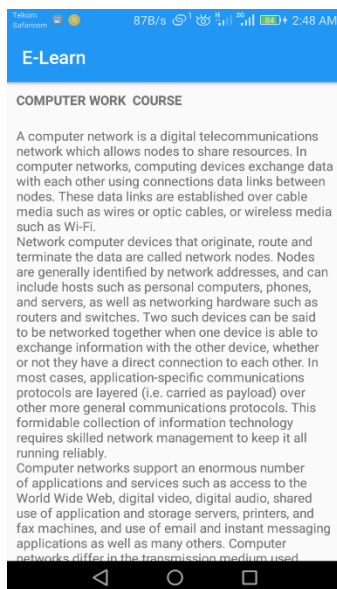 Telkom
Safaricom
87B/s 1 H 3G 84 2:48 AM
E-Learn
COMPUTER WORK COURSE
A computer network is a digital telecommunications
network which allows nodes to share resources. In
computer networks, computing devices exchange data
with each other using connections data links between
nodes. These data links are established over cable
media such as wires or optic cables, or wireless media
such as Wi-Fi.
Network computer devices that originate, route and
terminate the data are called network nodes. Nodes
are generally identified by network addresses, and can
include hosts such as personal computers, phones,
and servers, as well as networking hardware such as
routers and switches. Two such devices can be said
to be networked together when one device is able to
exchange information with the other device, whether
or not they have a direct connection to each other. In
most cases, application-specific communications
protocols are layered (i.e. carried as payload) over
other more general communications protocols. This
formidable collection of information technology
requires skilled network management to keep it all
running reliably.
Computer networks support an enormous number
of applications and services such as access to the
World Wide Web, digital video, digital audio, shared
use of application and storage servers, printers, and
fax machines, and use of email and instant messaging
applications as well as many others. Computer
networks differ in the transmission medium used